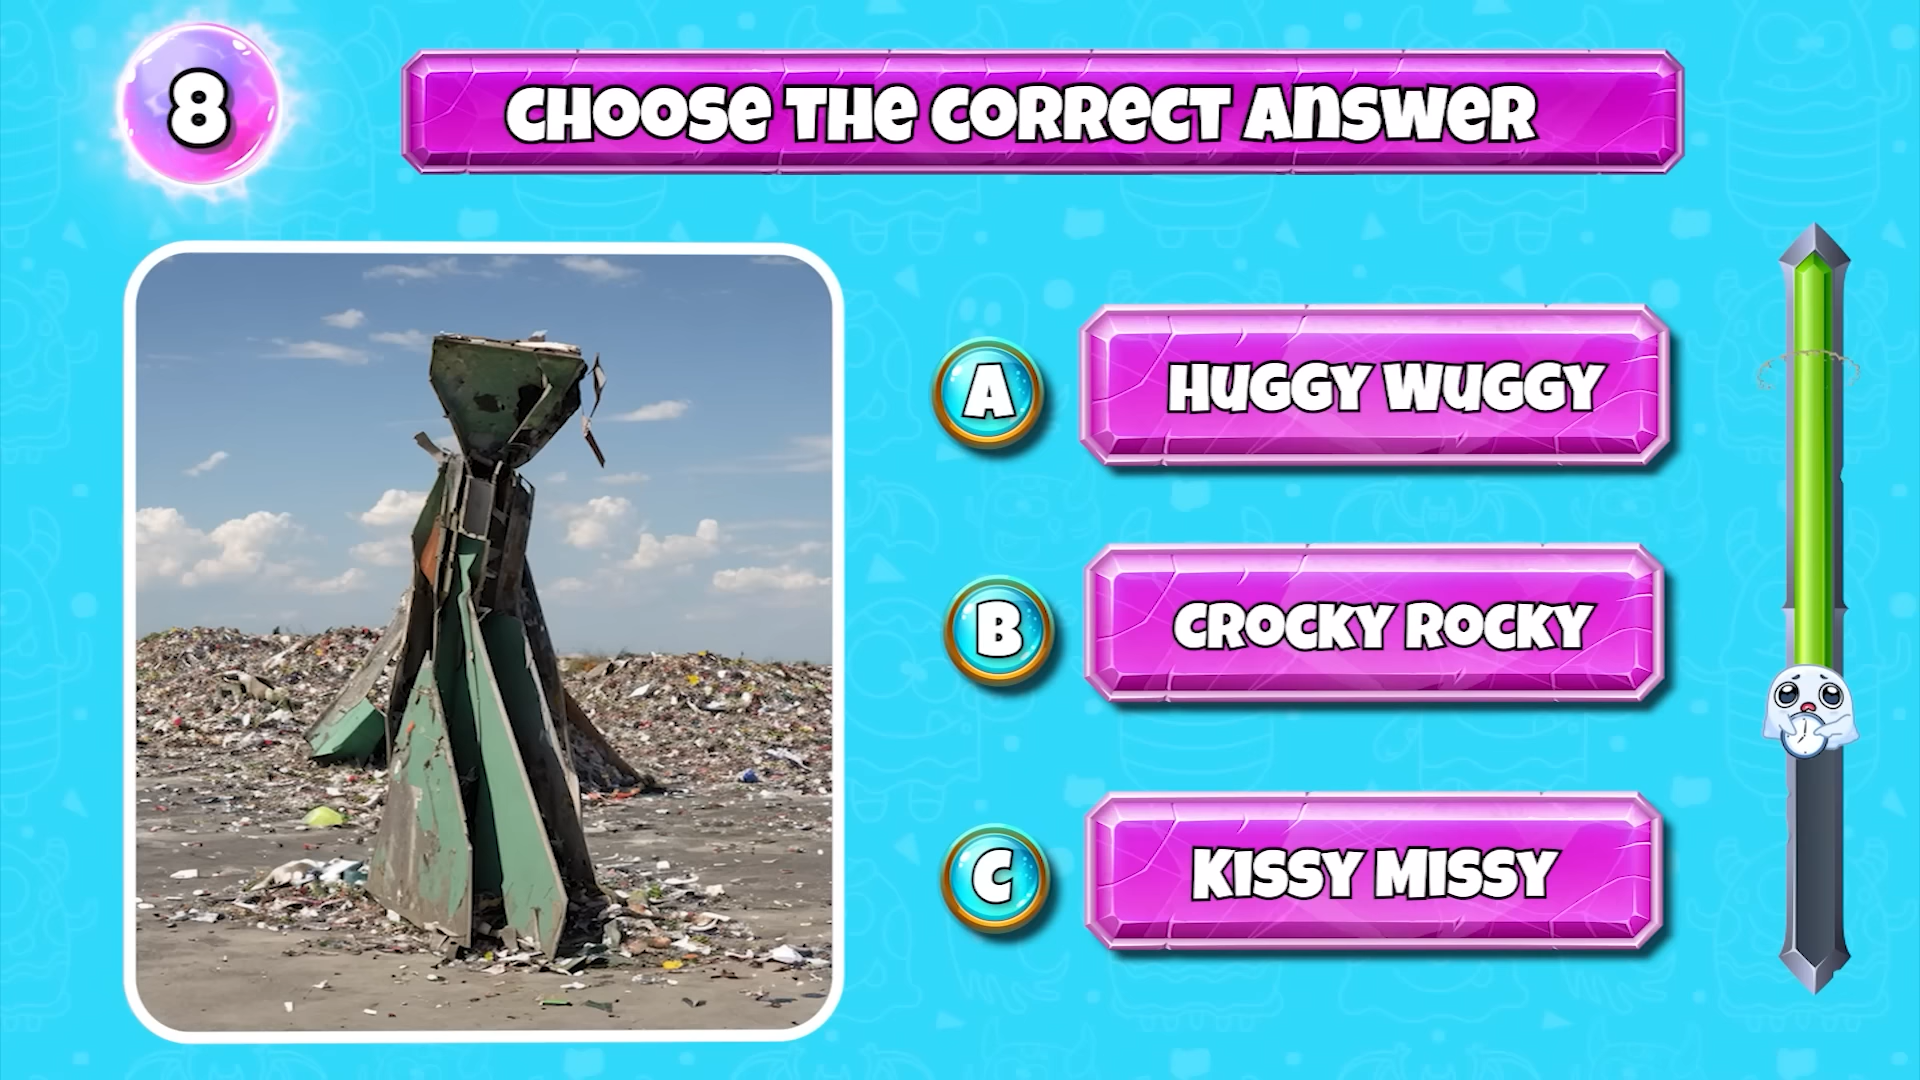 8
CHOOSE THE CORRECT ANSWER
A
HUGGY WUGGY
B
CROCKY ROCKY
C
KISSY MISSY